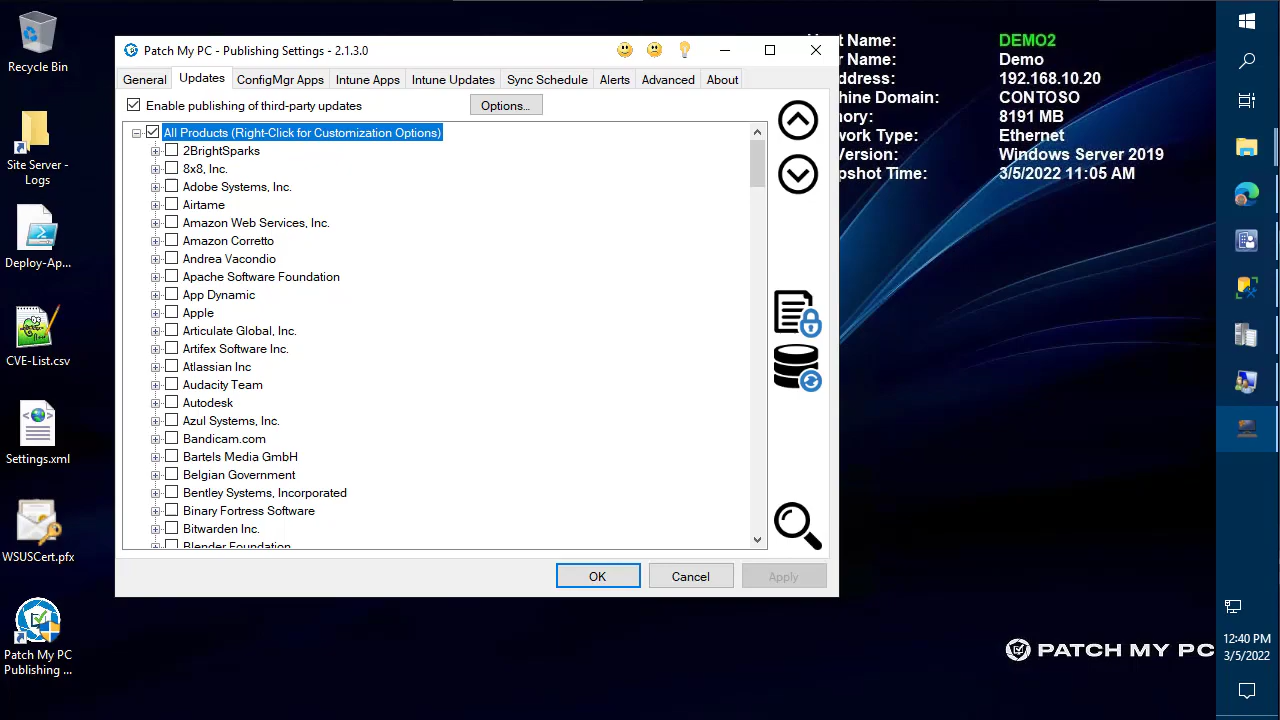 Recycle Bin
Site Server -
Logs
Deploy-Ap...
CVE-List.csv
Settings.xml
WSUSCert.pfx
Patch My PC
Publishing ...
Patch My PC - Publishing Settings - 2.1.3.0
General
Updates
ConfigMgr Apps
Intune Apps
Intune Updates
Sync Schedule
Alerts
Advanced
About
Enable publishing of third-party updates
Options...
All Products (Right-Click for Customization Options)
2BrightSparks
8x8, Inc.
Adobe Systems, Inc.
Airtame
Amazon Web Services, Inc.
Amazon Corretto
Andrea Vacondio
Apache Software Foundation
App Dynamic
Apple
Articulate Global, Inc.
Artifex Software Inc.
Atlassian Inc
Audacity Team
Autodesk
Azul Systems, Inc.
Bandicam.com
Bartels Media GmbH
Belgian Government
Bentley Systems, Incorporated
Binary Fortress Software
Bitwarden Inc.
Blender Foundation
OK
Cancel
Apply
Name: DEMO2
Demo
ddress: 192.168.10.20
hine Domain: CONTOSO
ory: 8191 MB
work Type: Ethernet
Version: Windows Server 2019
pshot Time: 3/5/2022 11:05 AM
PATCH MY PC
12:40 PM
3/5/2022